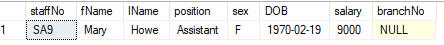 staffNo fName lName position sex DOB salary branchNo
1 SA9 Mary Howe Assistant F 1970-02-19 9000 NULL